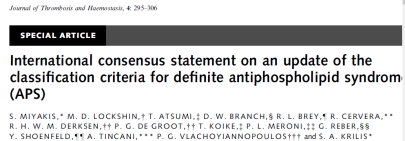 Journal of Thrombosis and Haemostasis, 4: 295–306
SPECIAL ARTICLE
International consensus statement on an update of the
classification criteria for definite antiphospholipid syndrom
(APS)
S. MIYAKIS,* M. D. LOCKSHIN,† T. ATSUMI,‡ D. W. BRANCH,§ R. L. BREY,¶ R. CERVERA,**
R. H. W. M. DERKSEN,†† P. G. DE GROOT,†† T. KOIKE,‡ P. L. MERONI,‡‡ G. REBER,§§
Y. SHOENFELD,¶¶ A. TINCANI,*** P. G. VLACHOYIANNOPOULOS††† and S. A. KRILIS*